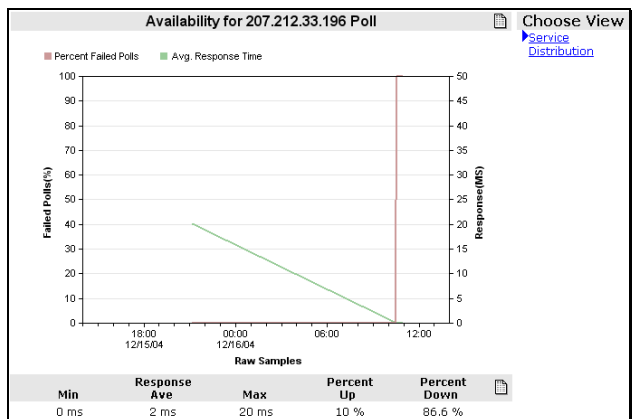 Availability for 207.212.33.196 Poll
Choose View
Service
Distribution
Percent Failed Polls
Avg. Response Time
100
90
80
70
60
50
40
30
20
10
0
Failed Polls(%)
50
45
40
35
30
25
20
15
10
5
0
Response(MS)
18:00
12/15/04
00:00
12/16/04
06:00
12:00
Raw Samples
Response Percent Percent
Min Ave Max Up Down
0 ms 2 ms 20 ms 10 % 86.6 %